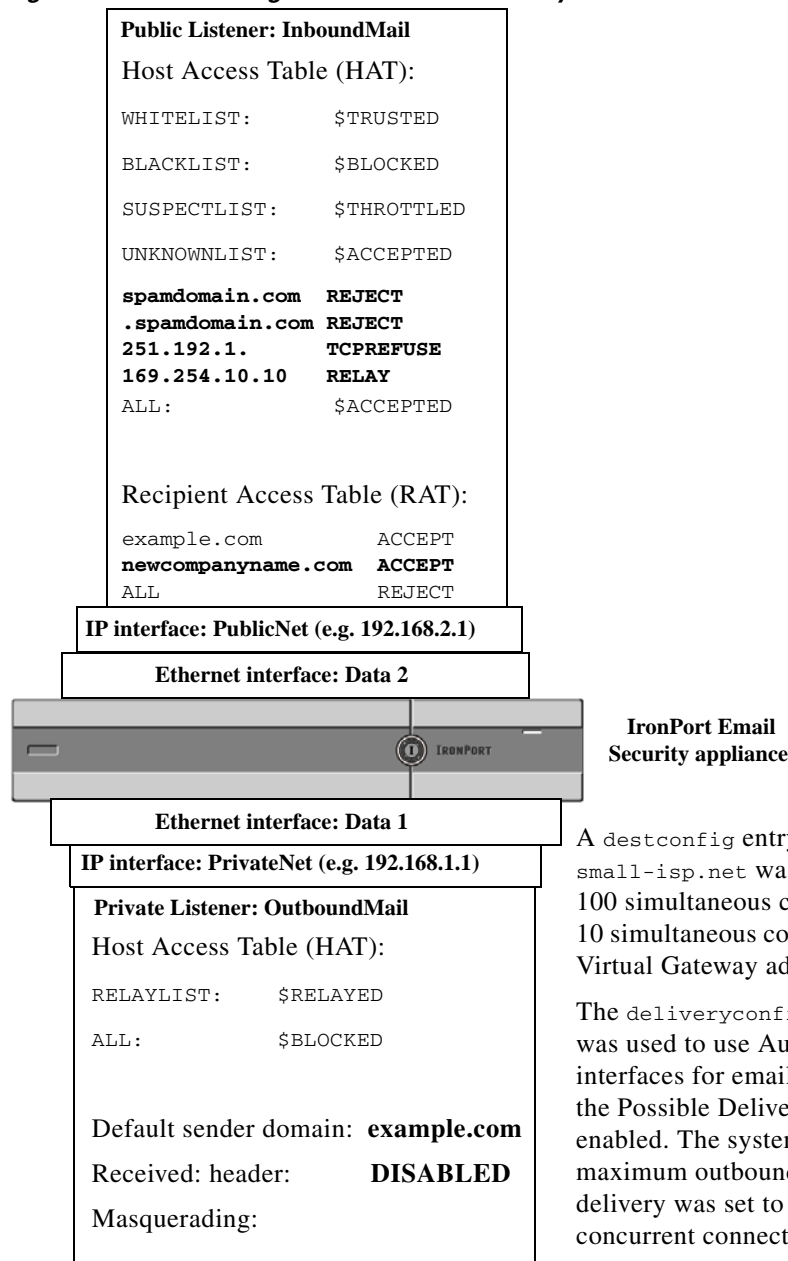 Public Listener: InboundMail
Host Access Table (HAT):
WHITELIST: $TRUSTED
BLACKLIST: $BLOCKED
SUSPECTLIST: $THROTTLED
UNKNOWNLIST: $ACCEPTED
spamdomain.com REJECT
.spamdomain.com REJECT
251.192.1. TCPREFUSE
169.254.10.10 RELAY
ALL: $ACCEPTED
Recipient Access Table (RAT):
example.com ACCEPT
newcompanyname.com ACCEPT
ALL REJECT
IP interface: PublicNet (e.g. 192.168.2.1)
Ethernet interface: Data 2
IRONPORT
IronPort Email
Security appliance
Ethernet interface: Data 1
IP interface: PrivateNet (e.g. 192.168.1.1)
Private Listener: OutboundMail
Host Access Table (HAT):
RELAYLIST: $RELAYED
ALL: $BLOCKED
Default sender domain: example.com
Received: header: DISABLED
Masquerading:
A destconfig entry
small-isp.net wa
100 simultaneous c
10 simultaneous co
Virtual Gateway ad
The deliveryconfi
was used to use Au
interfaces for email
the Possible Delive
enabled. The system
maximum outbound
delivery was set to
concurrent connect